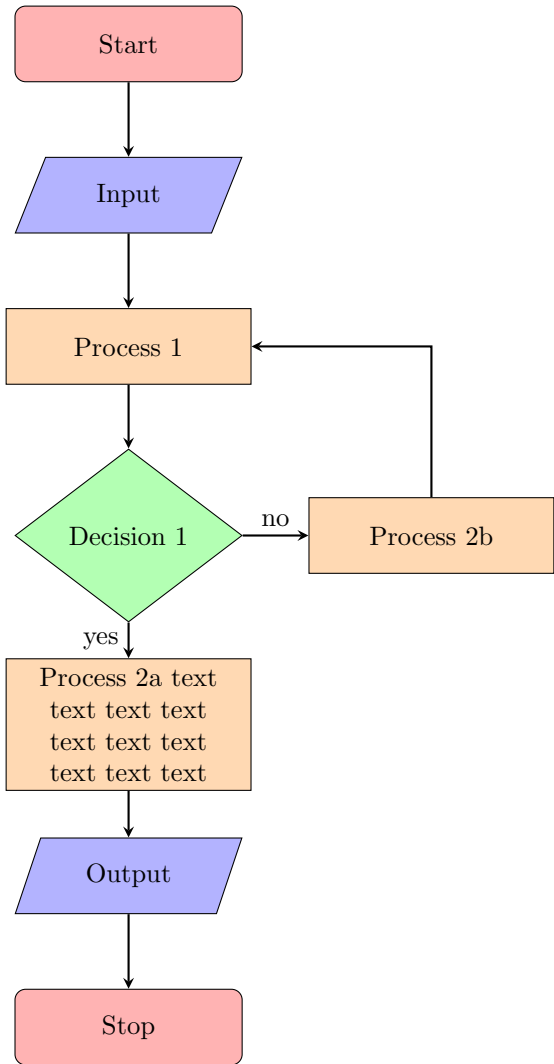 Start
Input
Process 1
Decision 1
no
Process 2b
yes
Process 2a text
text text text
text text text
text text text
Output
Stop